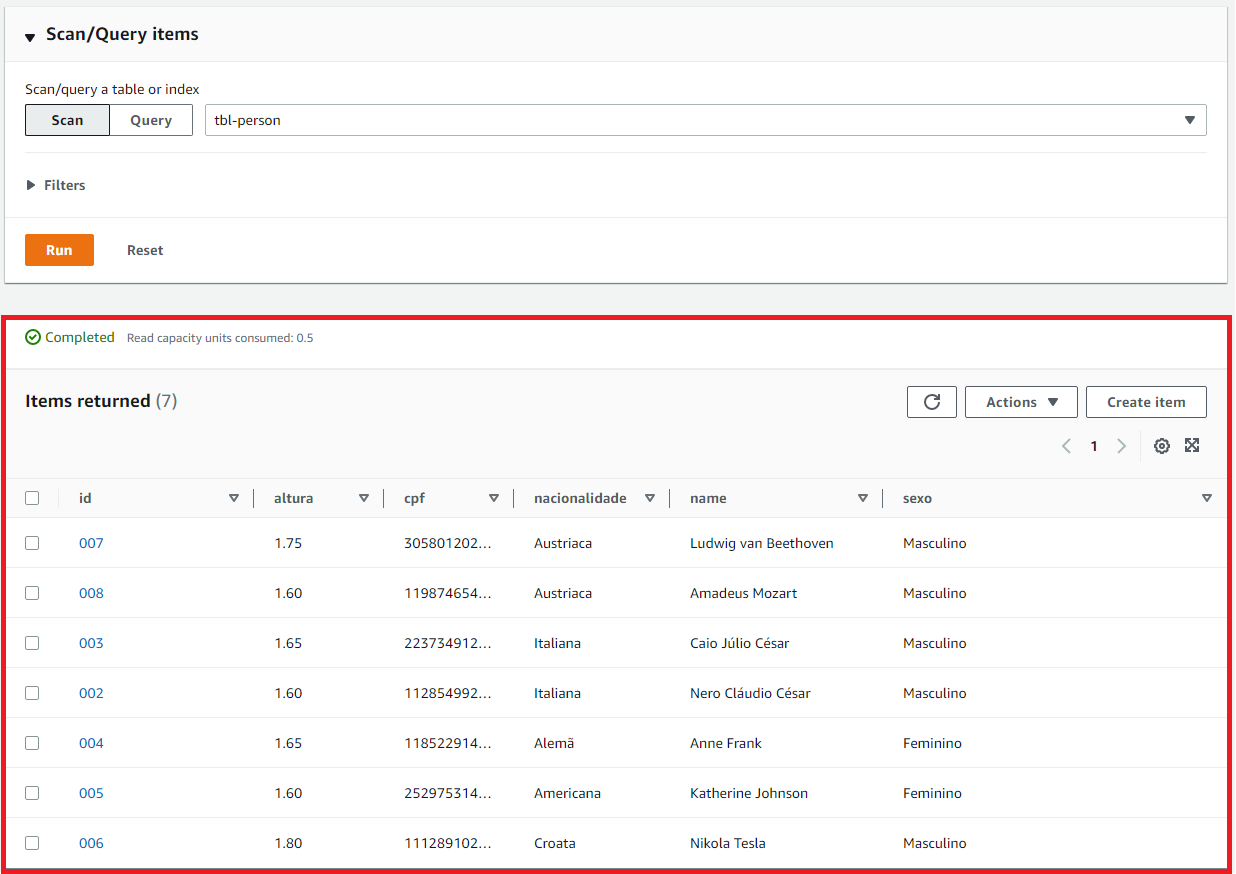 Scan/Query items
Scan/query a table or index
Scan Query tbl-person
Filters
Run Reset
Completed Read capacity units consumed: 0.5
Items returned (7) Actions Create item
1
id altura cpf nacionalidade name sexo
007 1.75 305801202... Austriaca Ludwig van Beethoven Masculino
008 1.60 119874654... Austriaca Amadeus Mozart Masculino
003 1.65 223734912... Italiana Caio Júlio César Masculino
002 1.60 112854992... Italiana Nero Cláudio César Masculino
004 1.65 118522914... Alemã Anne Frank Feminino
005 1.60 252975314... Americana Katherine Johnson Feminino
006 1.80 111289102... Croata Nikola Tesla Masculino